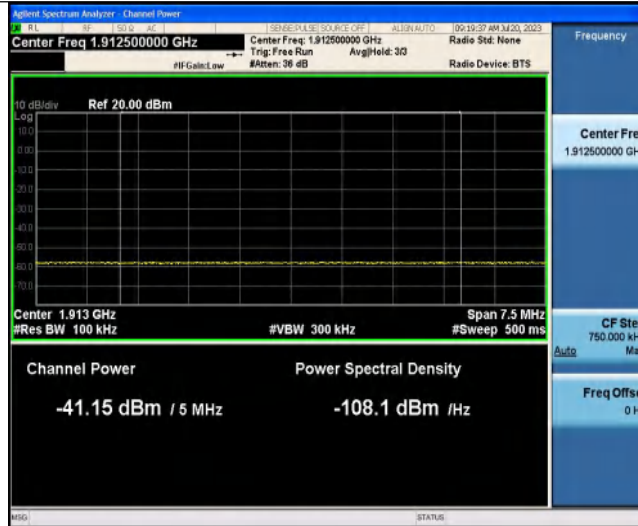 Agilent Spectrum Analyzer - Channel Power
RL RF 50 Ω AC SENSE:PULSE SOURCE OFF ALIGN AUTO 09:19:37 AM Jul 20, 2023
Center Freq 1.912500000 GHz
Center Freq: 1.912500000 GHz
Radio Std: None
Trig: Free Run Avg|Hold: 3/3
#IFGain:Low
#Atten: 36 dB
Radio Device: BTS
Frequency
10 dB/div Ref 20.00 dBm
Log
10.0
0.00
-10.0
-20.0
-30.0
-40.0
-50.0
-60.0
-70.0
Center Fre
1.912500000 GH
Center 1.913 GHz
Span 7.5 MHz
#Res BW 100 kHz
#VBW 300 kHz
#Sweep 500 ms
CF Ste
750.000 kH
Auto Ma
Channel Power
Power Spectral Density
-41.15 dBm / 5 MHz
-108.1 dBm /Hz
Freq Offse
0 H
MSG
STATUS